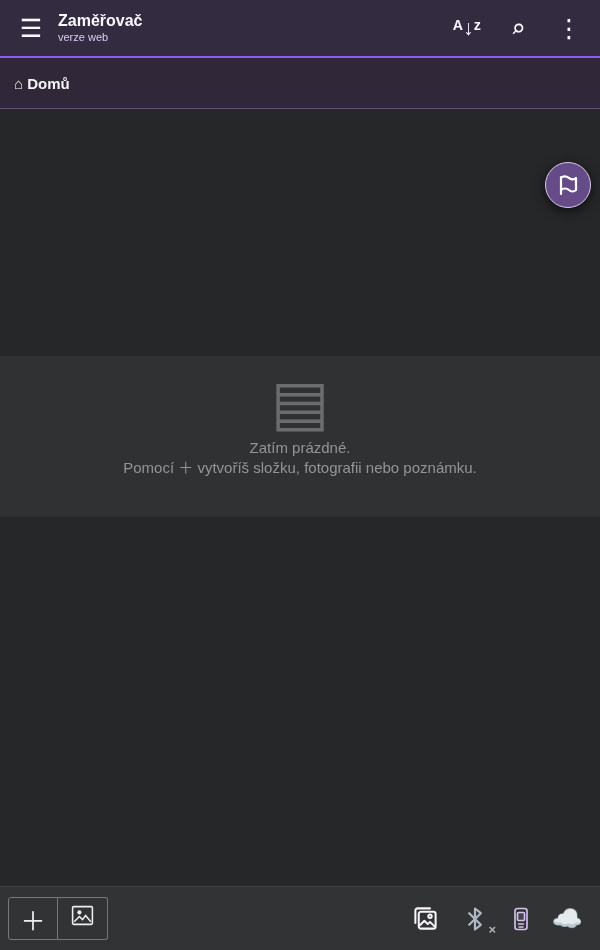 Zaměřovač
verze web
A↓z
Domů
Zatím prázdné.
Pomocí + vytvoříš složku, fotografii nebo poznámku.